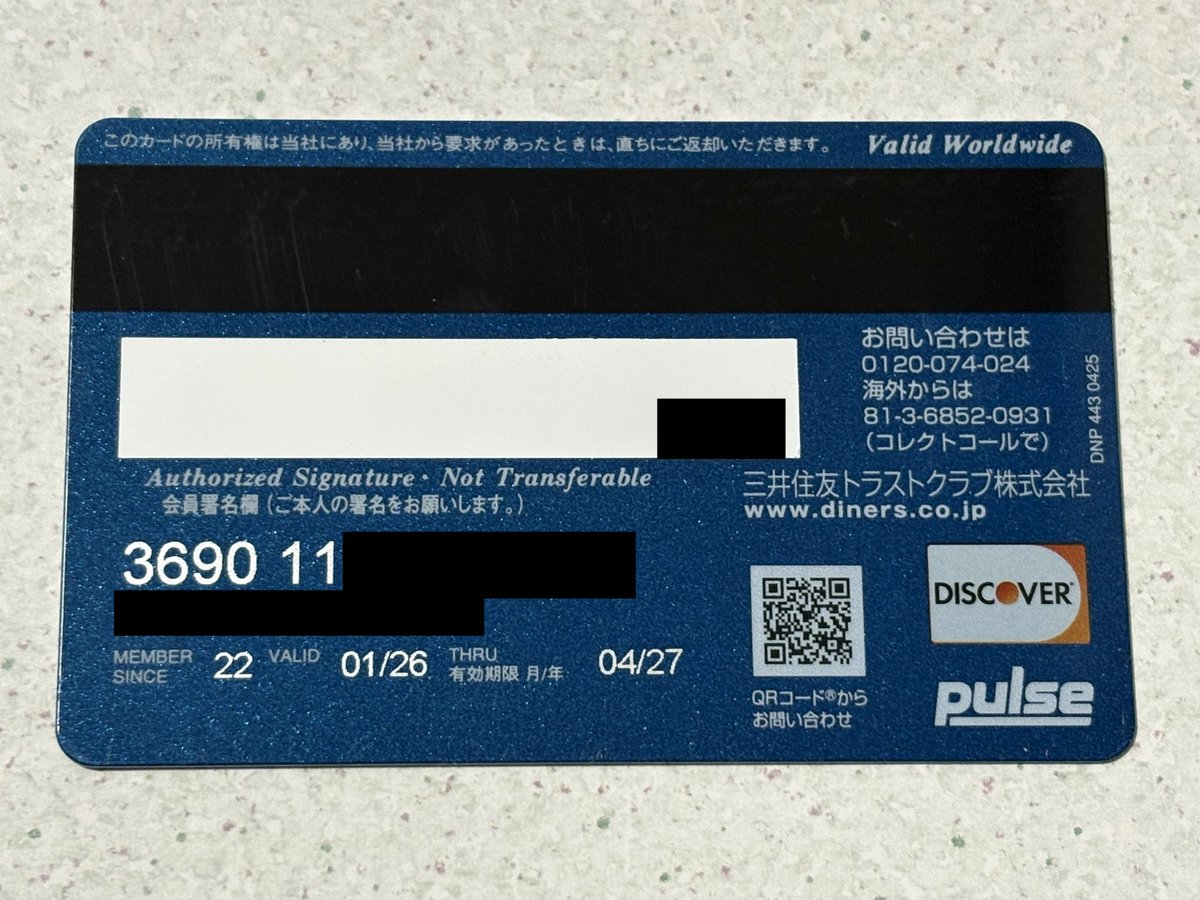 このカードの所有権は当社にあり、当社から要求があったときは、直ちにご返却いただきます。 Valid Worldwide
お問い合わせは
0120-074-024
海外からは
81-3-6852-0931
（コレクトコールで）
DNP 443 0425
Authorized Signature・Not Transferable
会員署名欄（ご本人の署名をお願いします。）
三井住友トラストクラブ株式会社
www.diners.co.jp
3690 11
DISCOVER
MEMBER SINCE 22 VALID 01/26 THRU 有効期限 月/年 04/27
QRコード®から
お問い合わせ
pulse